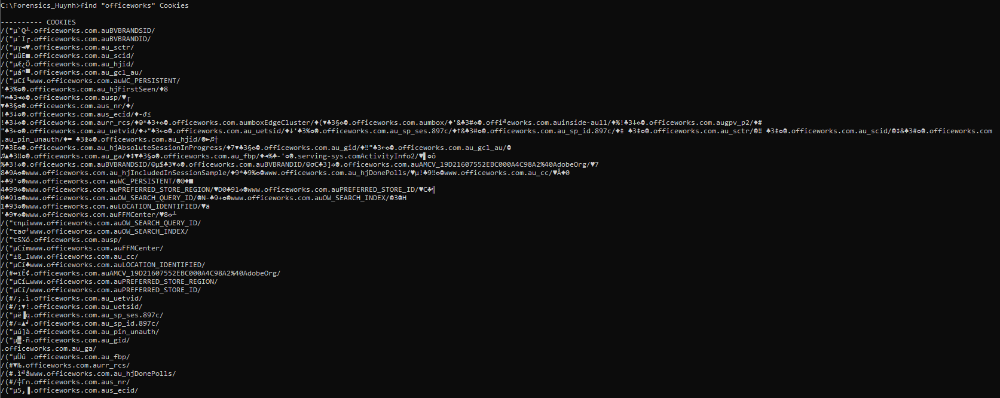 C:\Forensics_Huynh>find "officeworks" Cookies
---------- COOKIES
/("µ`Q┴.officeworks.com.auBVBRANDSID/
/("µ`I┌.officeworks.com.auBVBRANDID/
/("µ┬◄♥.officeworks.com.au_sctr/
/("µûE■.officeworks.com.au_scid/
/("µÆ¿Ö.officeworks.com.au_hjid/
/("µáⁿ▀.officeworks.com.au_gcl_au/
/("µCí╙www.officeworks.com.auWC_PERSISTENT/
'♣3%✿☻.officeworks.com.au_hjFirstSeen/♦8
ⁿ↔♣3◄✿☻.officeworks.com.ausp/♥┌
▼♣3§✿☻.officeworks.com.aus_nr/♦/
!♣3↓✿☻.officeworks.com.aus_ecid/♦-♂≤
!♣3↓✿☻.officeworks.com.aurr_rcs/♦☺*♣3+✿☻.officeworks.com.aumboxEdgeCluster/♦(▼♣3§✿☻.officeworks.com.aumbox/♦'&♣3#✿☻.offi╝eworks.com.auinside-au11/♦%!♣3↓✿☻.officeworks.com.augpv_p2/♦#
"♣3←✿☻.officeworks.com.au_uetvid/♦→"♣3←✿☻.officeworks.com.au_uetsid/♦↓'♣3%✿☻.officeworks.com.au_sp_ses.897c/♦↑&♣3#✿☻.officeworks.com.au_sp_id.897c/♦↨ ♣3↨✿☻.officeworks.com.au_sctr/☻‼ ♣3↨✿☻.officeworks.com.au_scid/☻↕&♣3#✿☻.officeworks.com
.au_pin_unauth/♦▬ ♣3↨✿☻.officeworks.com.au_hjid/☻►♫┼
7♣3E✿☻.officeworks.com.au_hjAbsoluteSessionInProgress/♦7▼♣3§✿☻.officeworks.com.au_gid/♦‼"♣3←✿☻.officeworks.com.au_gcl_au/☻
♫▲♣3‼✿☻.officeworks.com.au_ga/♦↕▼♣3§✿☻.officeworks.com.au_fbp/♦◄%♣-'✿☻.serving-sys.comActivityInfo2/♥▌✿ô
%♣3!✿☻.officeworks.com.auBVBRANDSID/☺µ$♣3▼✿☻.officeworks.com.auBVBRANDID/☺σC♣3]✿☻.officeworks.com.auAMCV_19D21607552EBC000A4C98A2%40AdobeOrg/♥7
8♣9A✿☻www.officeworks.com.au_hjIncludedInSessionSample/♦9*♣9%✿☻www.officeworks.com.au_hjDonePolls/♥µ!♣9‼✿☻www.officeworks.com.au_cc/♥Å♦0
+♣9'✿☻www.officeworks.com.auWC_PERSISTENT/☻☺♦■
4♣99✿☻www.officeworks.com.auPREFERRED_STORE_REGION/♥D0♣91✿☻www.officeworks.com.auPREFERRED_STORE_ID/♥C♣╣
0♣91✿☻www.officeworks.com.auOW_SEARCH_QUERY_ID/☻N-♣9+✿☻www.officeworks.com.auOW_SEARCH_INDEX/☻3☻H
1♣93✿☻www.officeworks.com.auLOCATION_IDENTIFIED/♥ä
'♣9▼✿☻www.officeworks.com.auFFMCenter/♥8✿┴
/("τnµiwww.officeworks.com.auOW_SEARCH_QUERY_ID/
/("τaσ┘www.officeworks.com.auOW_SEARCH_INDEX/
/("τS%ó.officeworks.com.ausp/
/("µCímwww.officeworks.com.auFFMCenter/
/("±ß_Iwww.officeworks.com.au_cc/
/("µCí♣www.officeworks.com.auLOCATION_IDENTIFIED/
/(#↔ïÉ¢.officeworks.com.auAMCV_19D21607552EBC000A4C98A2%40AdobeOrg/
/("µCí∟www.officeworks.com.auPREFERRED_STORE_REGION/
/("µCí/www.officeworks.com.auPREFERRED_STORE_ID/
/(#/;.ì.officeworks.com.au_uetvid/
/(#/;▼!.officeworks.com.au_uetsid/
/("µë▐q.officeworks.com.au_sp_ses.897c/
/(#/=▲╛.officeworks.com.au_sp_id.897c/
/("µú]à.officeworks.com.au_pin_unauth/
/("µ▓·ñ.officeworks.com.au_gid/
.officeworks.com.au_ga/
/("µÜú .officeworks.com.au_fbp/
/(#▼‰.officeworks.com.aurr_rcs/
/(#.ì╝âwww.officeworks.com.au_hjDonePolls/
/(#/╪Γ∩.officeworks.com.aus_nr/
/("µ5,▐.officeworks.com.aus_ecid/